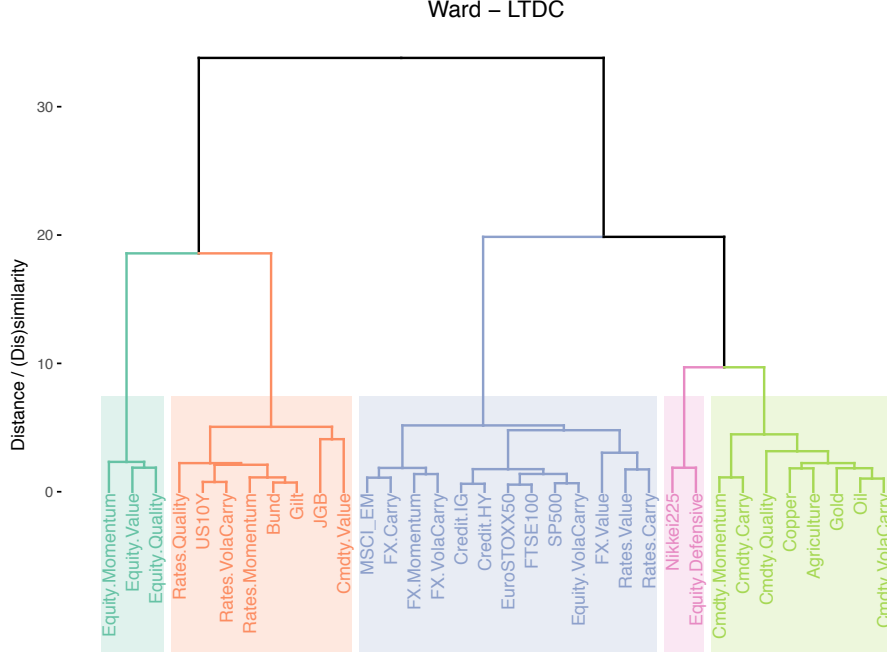 Ward – LTDC
Distance / (Dis)similarity
30
20
10
0
Equity.Momentum
Equity.Value
Equity.Quality
Rates.Quality
US10Y
Rates.VolaCarry
Rates.Momentum
Bund
Gilt
JGB
Cmdty.Value
MSCI_EM
FX.Carry
FX.Momentum
FX.VolaCarry
Credit.IG
Credit.HY
EuroSTOXX50
FTSE100
SP500
Equity.VolaCarry
FX.Value
Rates.Value
Rates.Carry
Nikkei225
Equity.Defensive
Cmdty.Momentum
Cmdty.Carry
Cmdty.Quality
Copper
Agriculture
Gold
Oil
Cmdty.VolaCarry